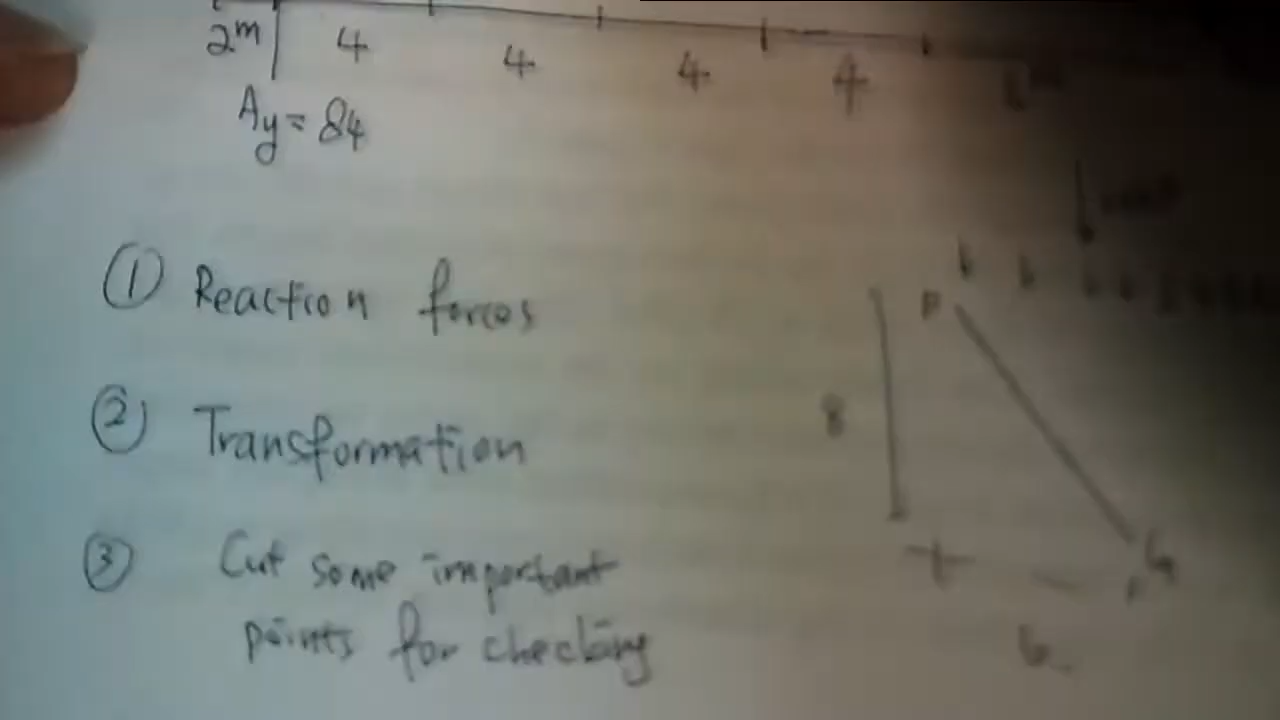 2m 4 4 4 4
Ay = 84
① Reaction forces
② Transformation
③ Cut some important
points for checking
8
G
6